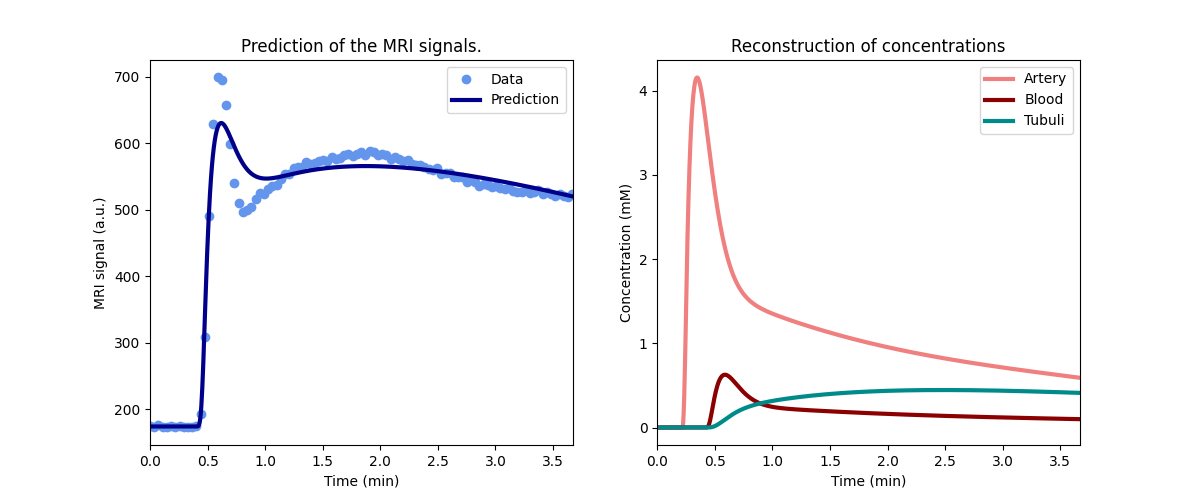 Prediction of the MRI signals.
MRI signal (a.u.)
700
600
500
400
300
200
0.0 0.5 1.0 1.5 2.0 2.5 3.0 3.5
Time (min)
Data
Prediction
Reconstruction of concentrations
Concentration (mM)
4
3
2
1
0
0.0 0.5 1.0 1.5 2.0 2.5 3.0 3.5
Time (min)
Artery
Blood
Tubuli